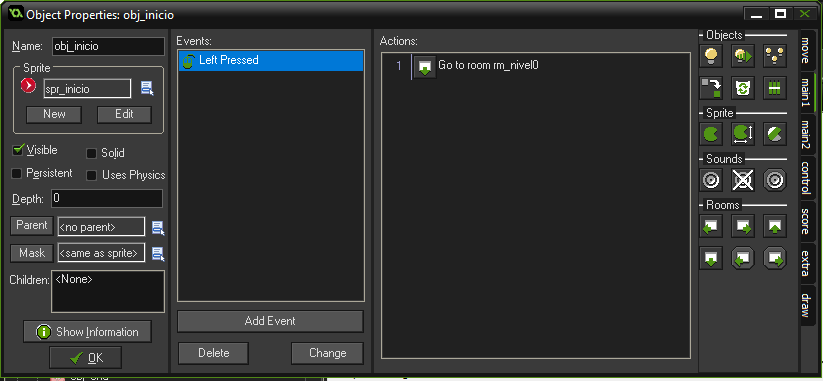 Object Properties: obj_inicio
Name: obj_inicio
Sprite
spr_inicio
New Edit
Visible Solid
Persistent Uses Physics
Depth: 0
Parent <no parent>
Mask <same as sprite>
Children: <None>
Show Information
OK
Events:
Left Pressed
Add Event
Delete Change
Actions:
1 Go to room rm_nivel0
Objects
Sprite
Sounds
Rooms
move
main1
main2
control
score
extra
draw